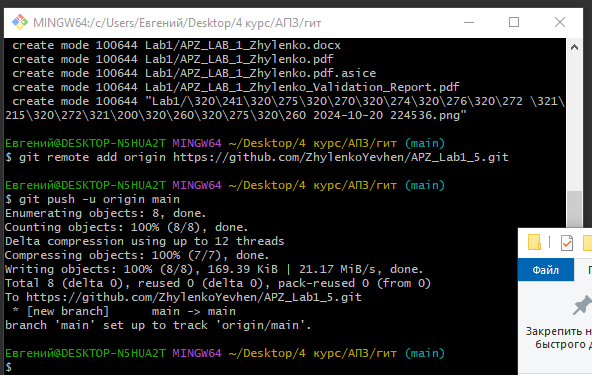 MINGW64:/c/Users/Евгений/Desktop/4 курс/АПЗ/гит
create mode 100644 Lab1/APZ_LAB_1_Zhylenko.docx
create mode 100644 Lab1/APZ_LAB_1_Zhylenko.pdf
create mode 100644 Lab1/APZ_LAB_1_Zhylenko.pdf.asice
create mode 100644 Lab1/APZ_LAB_1_Zhylenko_Validation_Report.pdf
create mode 100644 "Lab1/\320\241\320\275\320\270\320\274\320\276\320\272 \321\
215\320\272\321\200\320\260\320\275\320\260 2024-10-20 224536.png"
Евгений@DESKTOP-N5HUA2T MINGW64 ~/Desktop/4 курс/АПЗ/гит (main)
$ git remote add origin https://github.com/ZhylenkoYevhen/APZ_Lab1_5.git
Евгений@DESKTOP-N5HUA2T MINGW64 ~/Desktop/4 курс/АПЗ/гит (main)
$ git push -u origin main
Enumerating objects: 8, done.
Counting objects: 100% (8/8), done.
Delta compression using up to 12 threads
Compressing objects: 100% (7/7), done.
Writing objects: 100% (8/8), 169.39 KiB | 21.17 MiB/s, done.
Total 8 (delta 0), reused 0 (delta 0), pack-reused 0 (from 0)
To https://github.com/ZhylenkoYevhen/APZ_Lab1_5.git
* [new branch] main -> main
branch 'main' set up to track 'origin/main'.
Евгений@DESKTOP-N5HUA2T MINGW64 ~/Desktop/4 курс/АПЗ/гит (main)
$
Файл
Закрепить н
быстрого д